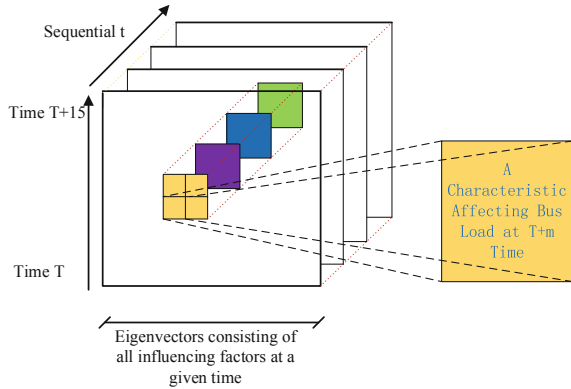 Sequential t
Time T+15
Time T
A
Characteristic
Affecting Bus
Load at T+m
Time
Eigenvectors consisting of
all influencing factors at a
given time